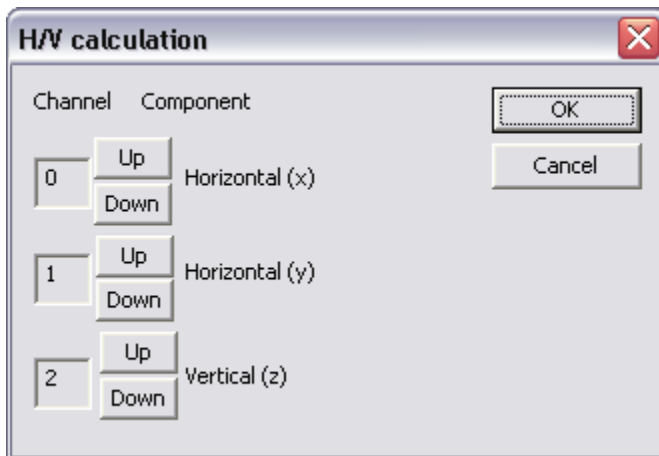 H/V calculation
Channel Component
OK
0
Up
Down
Horizontal (x)
Cancel
1
Up
Down
Horizontal (y)
2
Up
Down
Vertical (z)